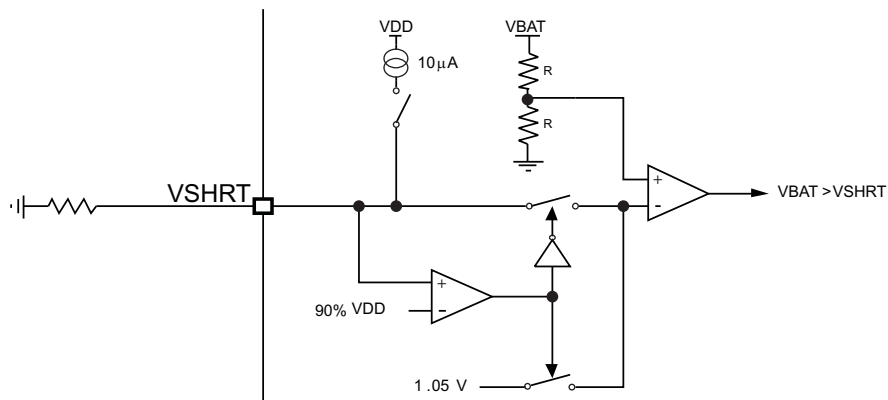 VDD
VBAT
10μA
R
R
VSHRT
+
-
VBAT >VSHRT
+
-
90% VDD
1 .05 V